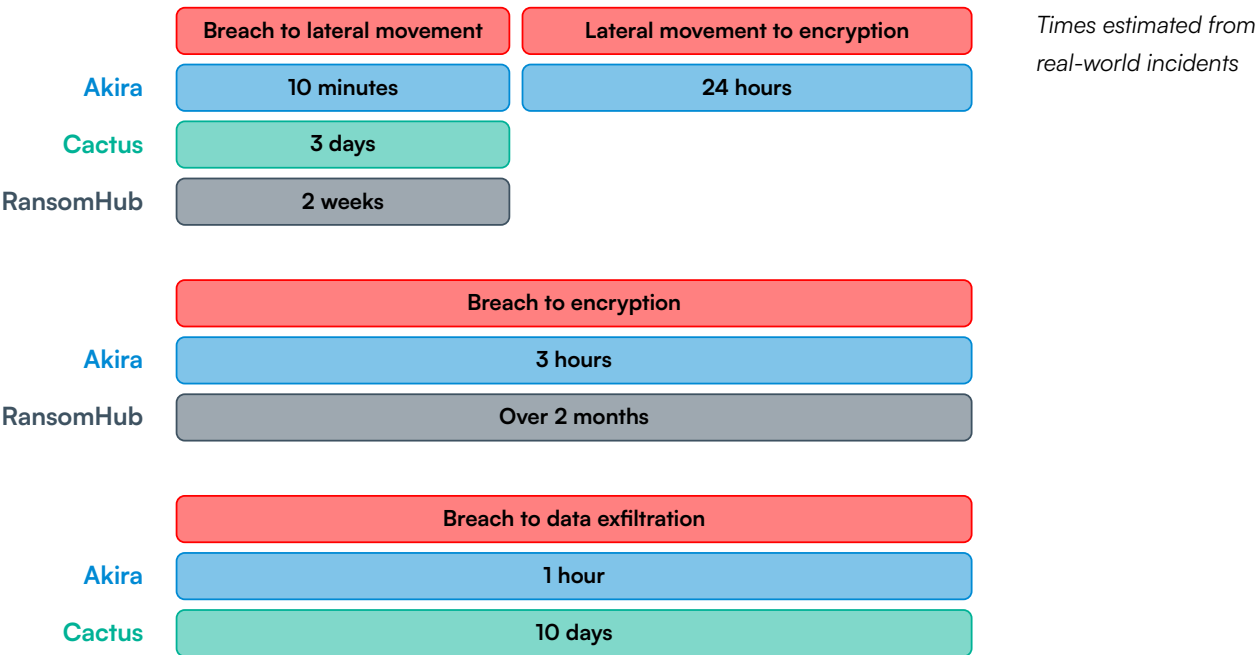 Breach to lateral movement
Lateral movement to encryption
Times estimated from
real-world incidents
Akira
10 minutes
24 hours
Cactus
3 days
RansomHub
2 weeks
Breach to encryption
Akira
3 hours
RansomHub
Over 2 months
Breach to data exfiltration
Akira
1 hour
Cactus
10 days